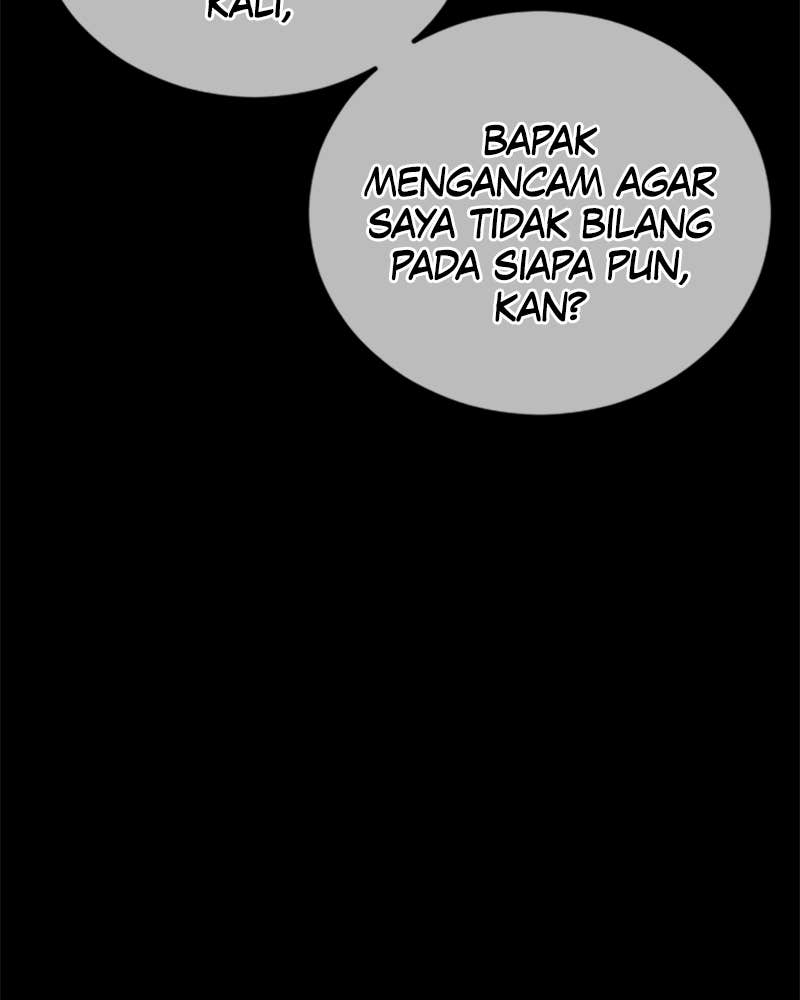 KALI,
BAPAK
MENGANCAM AGAR
SAYA TIDAK BILANG
PADA SIAPA PUN,
KAN?